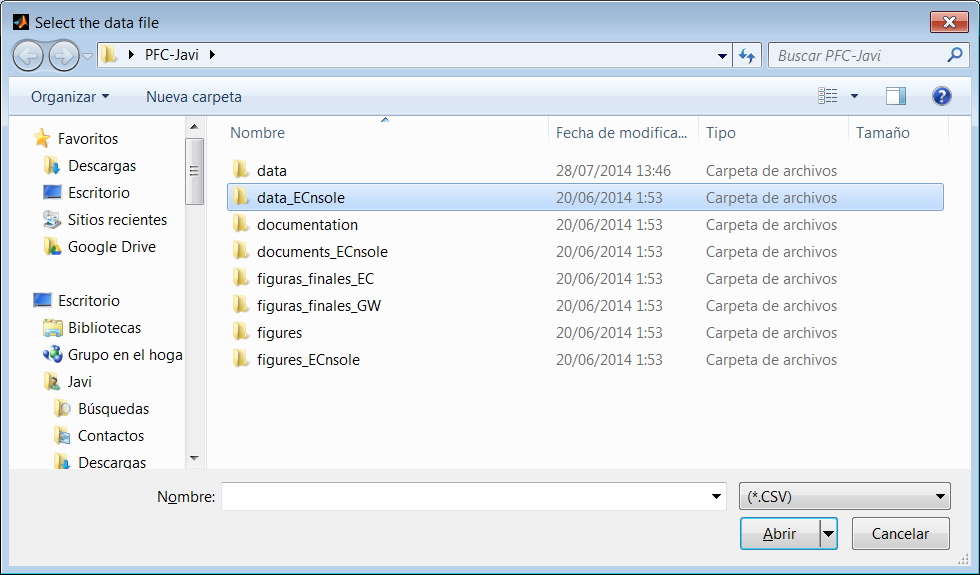 Select the data file
PFC-Javi
Buscar PFC-Javi
Organizar
Nueva carpeta
Favoritos
Descargas
Escritorio
Sitios recientes
Google Drive
Escritorio
Bibliotecas
Grupo en el hoga
Javi
Búsquedas
Contactos
Descargas
Nombre Fecha de modifica... Tipo Tamaño
data 28/07/2014 13:46 Carpeta de archivos
data_ECnsole 20/06/2014 1:53 Carpeta de archivos
documentation 20/06/2014 1:53 Carpeta de archivos
documents_ECnsole 20/06/2014 1:53 Carpeta de archivos
figuras_finales_EC 20/06/2014 1:53 Carpeta de archivos
figuras_finales_GW 20/06/2014 1:53 Carpeta de archivos
figures 20/06/2014 1:53 Carpeta de archivos
figures_ECnsole 20/06/2014 1:53 Carpeta de archivos
Nombre:
(*.CSV)
Abrir
Cancelar